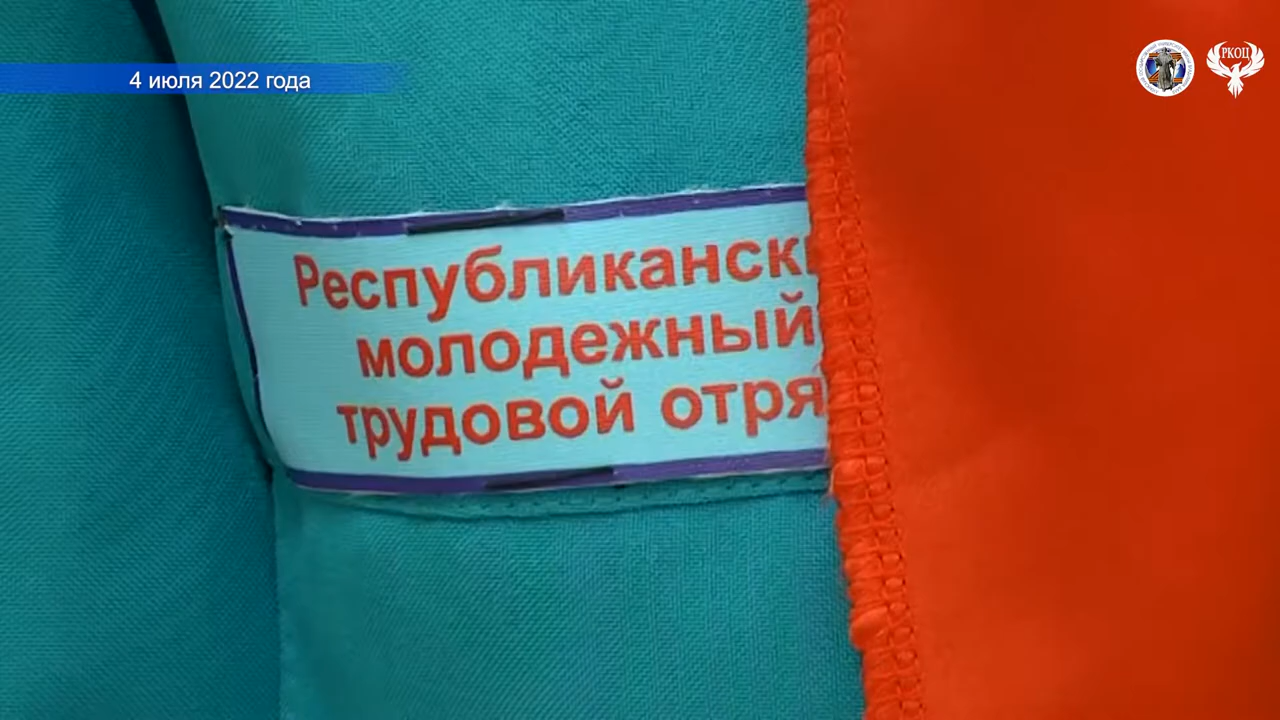 4 июля 2022 года
РКОЦ
Республиканск
молодежный
трудовой отря